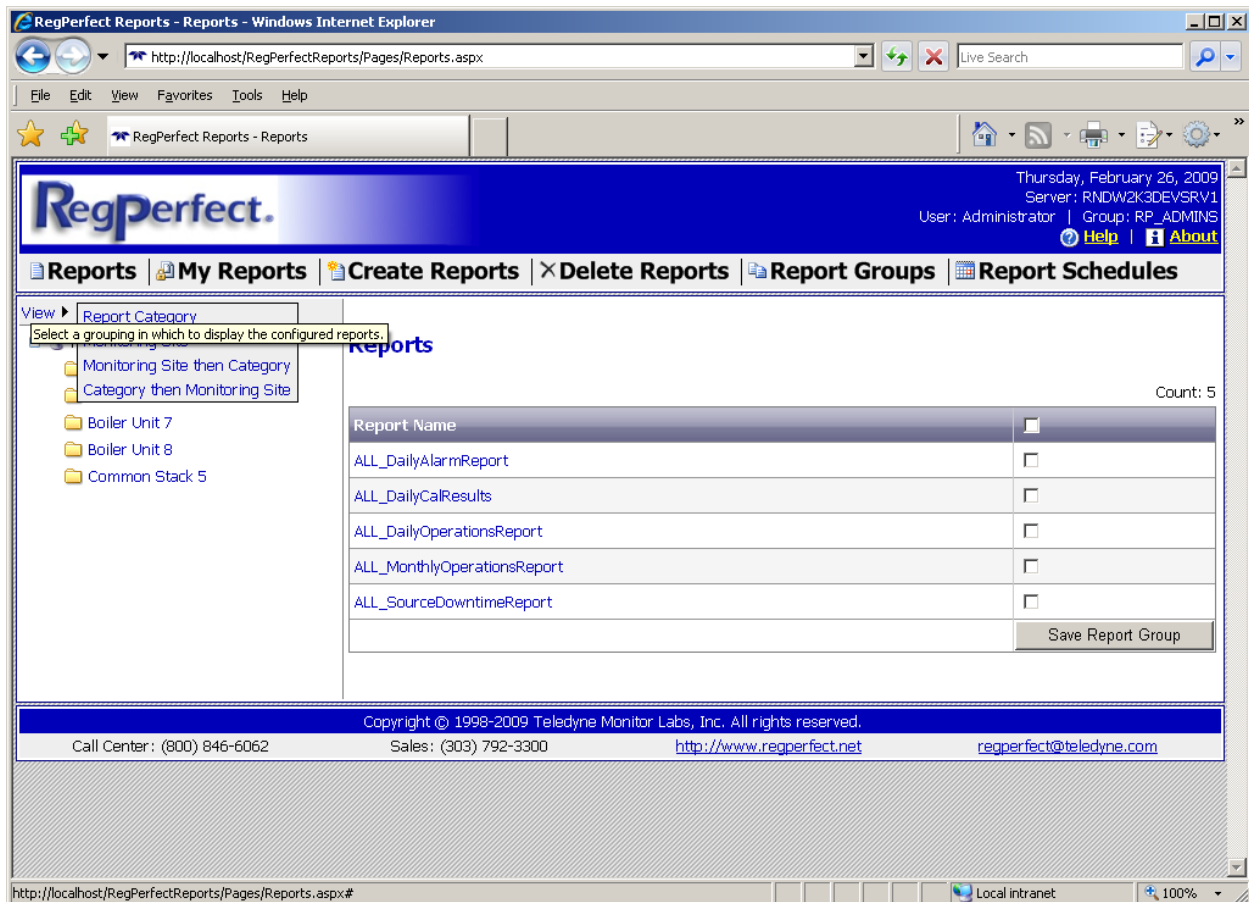 RegPerfect Reports - Reports - Windows Internet Explorer
http://localhost/RegPerfectReports/Pages/Reports.aspx
Live Search
File Edit View Favorites Tools Help
RegPerfect Reports - Reports
»
RegPerfect.
Thursday, February 26, 2009
Server: RNDW2K3DEVSRV1
User: Administrator | Group: RP_ADMINS
Help | About
Reports | My Reports | Create Reports | Delete Reports | Report Groups | Report Schedules
View
Report Category
Select a grouping in which to display the configured reports.
Monitoring Site then Category
Category then Monitoring Site
Boiler Unit 7
Boiler Unit 8
Common Stack 5
Reports
Count: 5
Report Name
ALL_DailyAlarmReport
ALL_DailyCalResults
ALL_DailyOperationsReport
ALL_MonthlyOperationsReport
ALL_SourceDowntimeReport
Save Report Group
Copyright © 1998-2009 Teledyne Monitor Labs, Inc. All rights reserved.
Call Center: (800) 846-6062 Sales: (303) 792-3300 http://www.regperfect.net regperfect@teledyne.com
http://localhost/RegPerfectReports/Pages/Reports.aspx#
Local intranet
100%